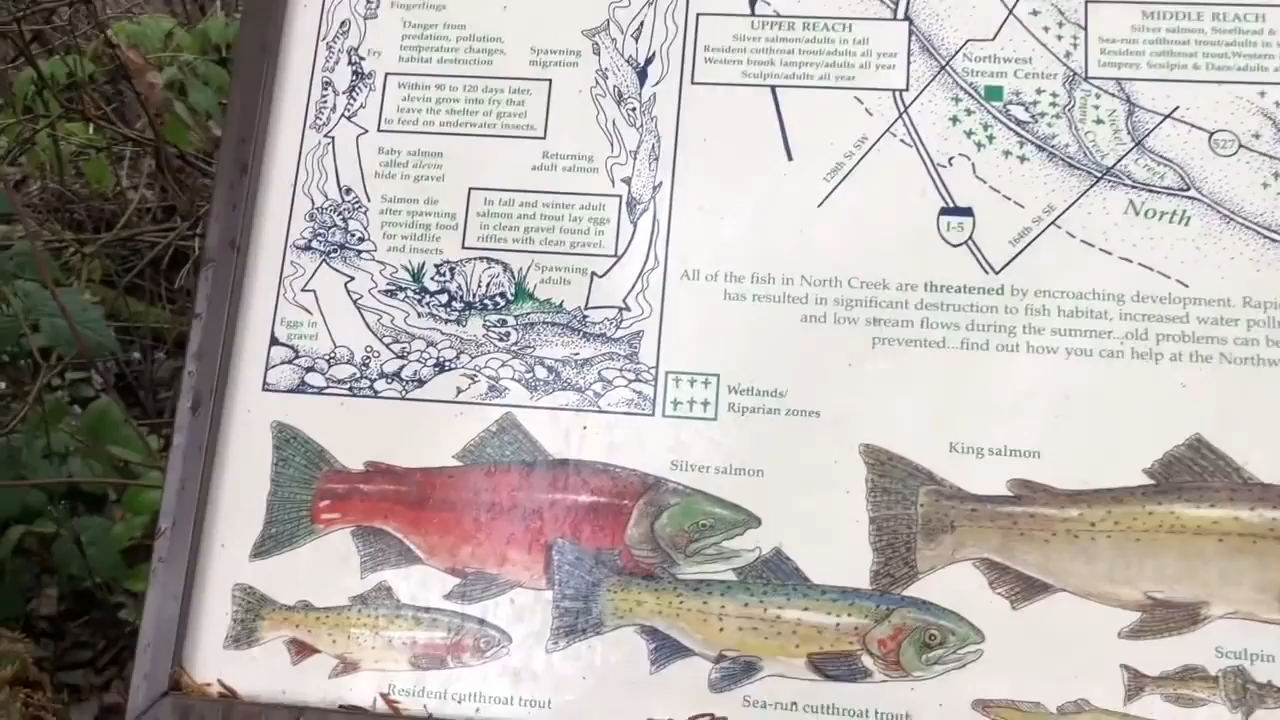 Fingerlings
Danger from
predation, pollution,
temperature changes,
habitat destruction
Fry
Spawning
migration
Within 90 to 120 days later,
alevin grow into fry that
leave the shelter of gravel
to feed on underwater insects.
Baby salmon
called alevin
hide in gravel
Returning
adult salmon
Salmon die
after spawning
providing food
for wildlife
and insects
In fall and winter adult
salmon and trout lay eggs
in clean gravel found in
riffles with clean gravel.
Spawning
adults
Eggs in
gravel
UPPER REACH
Silver salmon/adults in fall
Resident cutthroat trout/adults all year
Western brook lamprey/adults all year
Sculpin/adults all year
MIDDLE REACH
Silver salmon, Steelhead &
Sea-run cutthroat trout/adults in
Resident cutthroat trout, Western
lamprey, Sculpin & Dace/adults
Northwest
Stream Center
128th St SW
I-5
164th St SE
527
North
All of the fish in North Creek are threatened by encroaching development.
has resulted in significant destruction to fish habitat, increased water
and low stream flows during the summer...old problems can be
prevented...find out how you can help at the
Wetlands/
Riparian zones
Silver salmon
King salmon
Resident cutthroat trout
Sea-run cutthroat trout
Sculpin